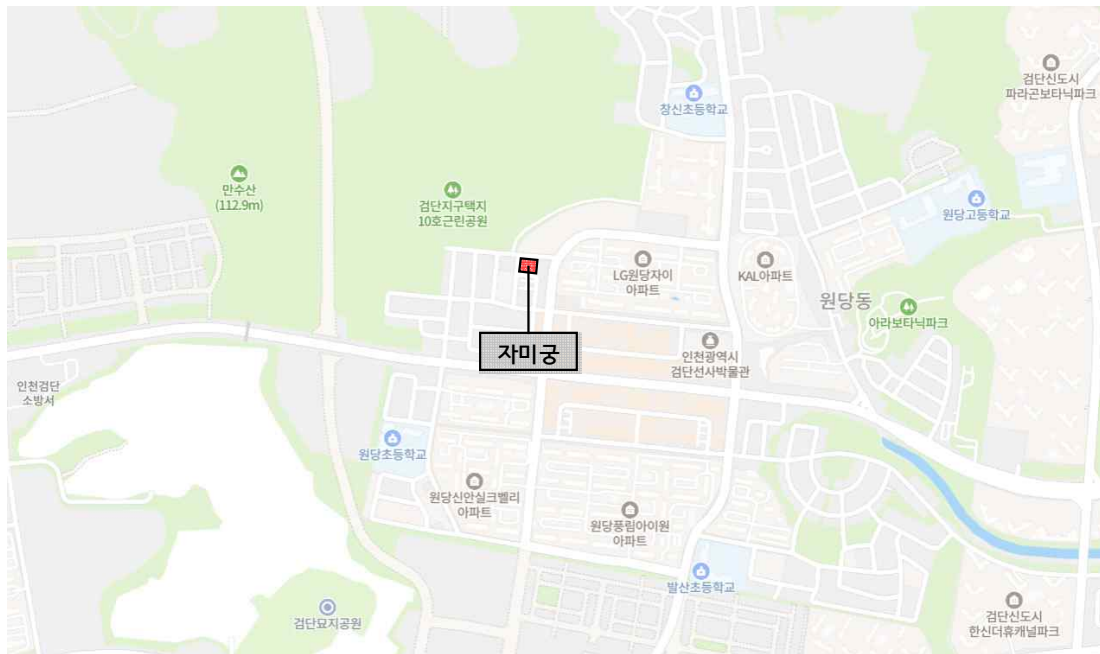 검단신도시
파라곤보타닉파크
창신초등학교
만수산
(112.9m)
검단지구택지
10호근린공원
원당고등학교
LG원당자이
아파트
KAL아파트
원당동
아라보타닉파크
자미궁
인천광역시
검단선사박물관
인천검단
소방서
원당초등학교
원당신안실크벨리
아파트
원당풍림아이원
아파트
발산초등학교
검단묘지공원
검단신도시
한신더휴캐널파크